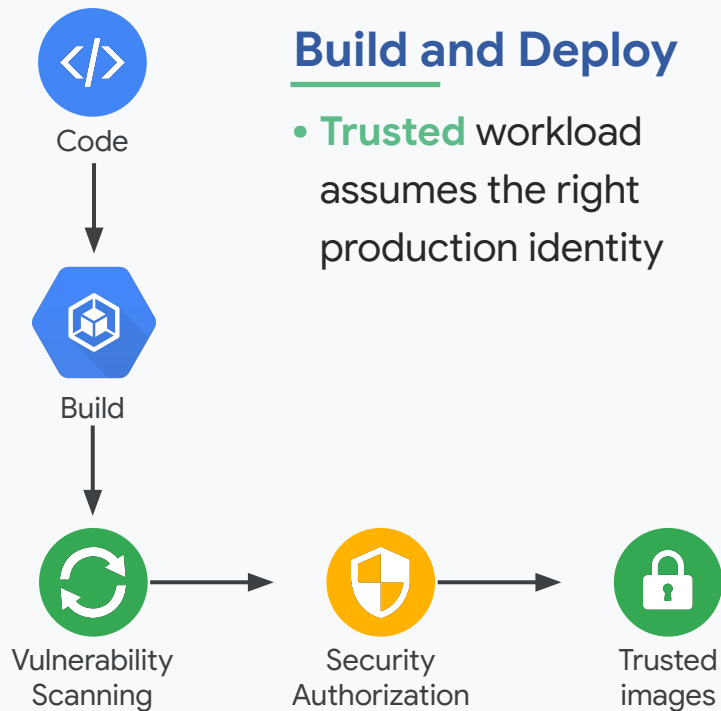 Build and Deploy
• Trusted workload
assumes the right
production identity
</>
Code
Build
Vulnerability
Scanning
Security
Authorization
Trusted
images